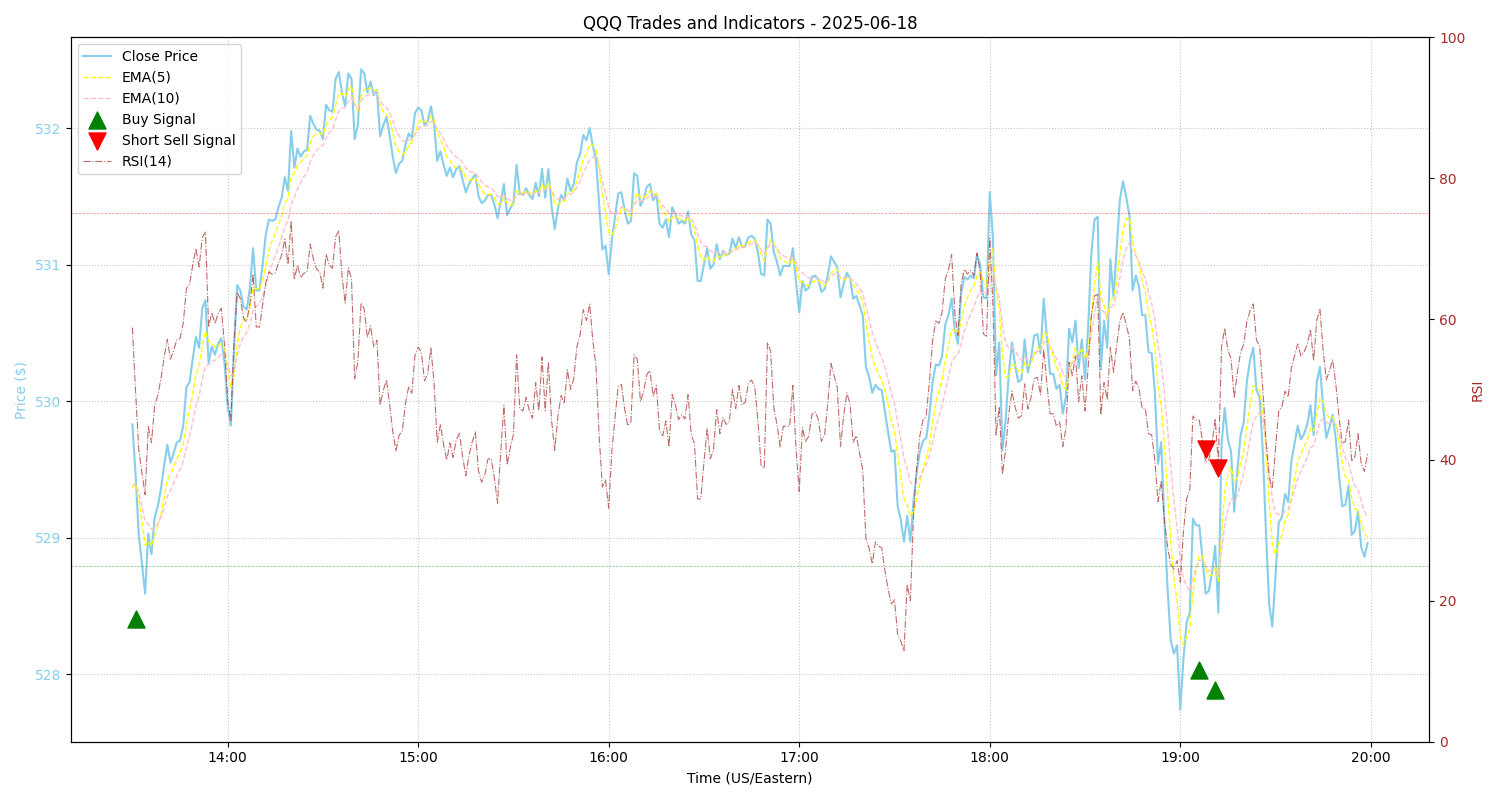 QQQ Trades and Indicators - 2025-06-18
Close Price
EMA(5)
EMA(10)
Buy Signal
Short Sell Signal
RSI(14)
Price ($)
532
531
530
529
528
100
80
60
40
20
0
RSI
14:00
15:00
16:00
17:00
18:00
19:00
20:00
Time (US/Eastern)